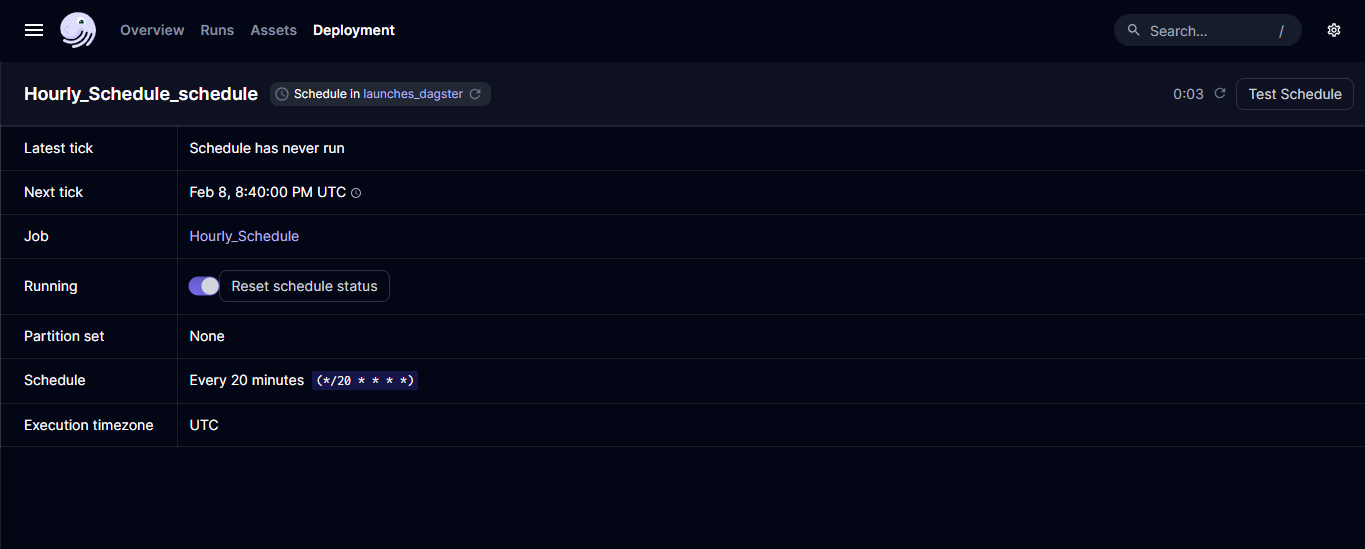 Overview Runs Assets Deployment Search... /
Hourly_Schedule_schedule Schedule in launches_dagster 0:03 Test Schedule
Latest tick Schedule has never run
Next tick Feb 8, 8:40:00 PM UTC
Job Hourly_Schedule
Running Reset schedule status
Partition set None
Schedule Every 20 minutes (*/20 * * * *)
Execution timezone UTC